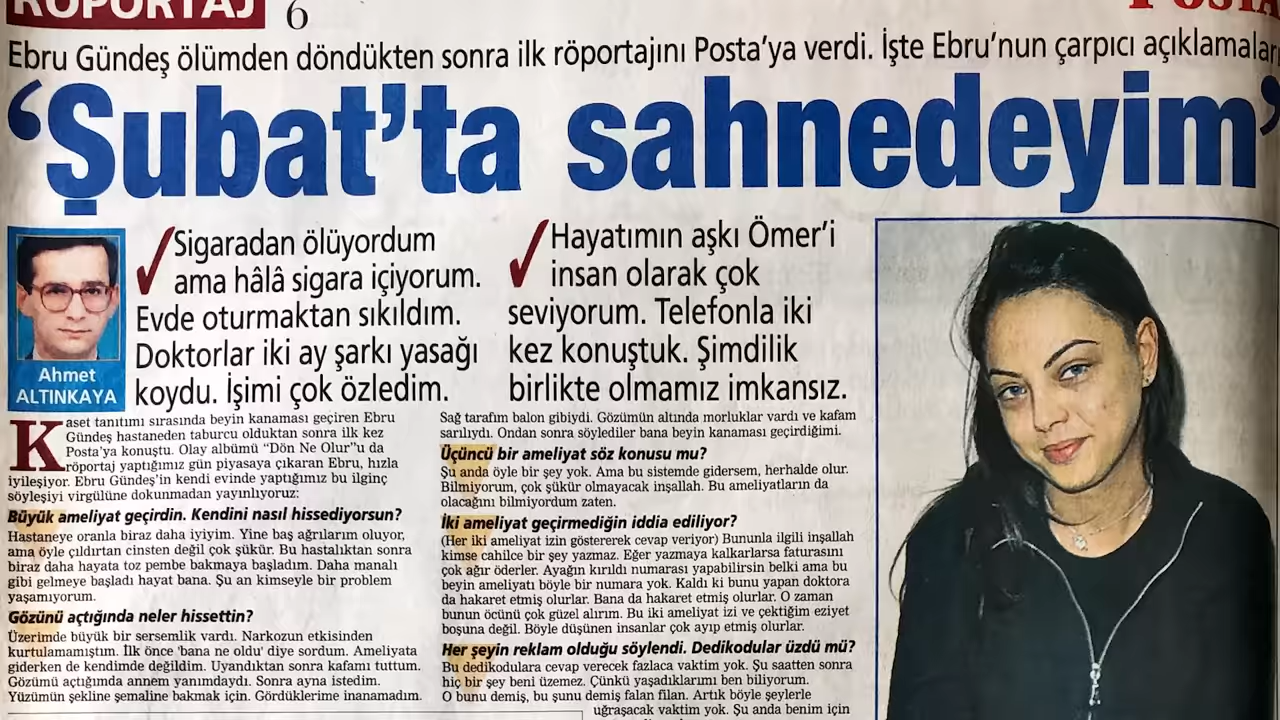 RÖPORTAJ 6
POSTA
Ebru Gündeş ölümden döndükten sonra ilk röportajını Posta'ya verdi. İşte Ebru'nun çarpıcı açıklamaları
'Şubat'ta sahnedeyim'
Ahmet
ALTINKAYA
✓Sigaradan ölüyordum
ama hâlâ sigara içiyorum.
Evde oturmaktan sıkıldım.
Doktorlar iki ay şarkı yasağı
koydu. İşimi çok özledim.
✓Hayatımın aşkı Ömer'i
insan olarak çok
seviyorum. Telefonla iki
kez konuştuk. Şimdilik
birlikte olmamız imkansız.
Kaset tanıtımı sırasında beyin kanaması geçiren Ebru
Gündeş hastaneden taburcu olduktan sonra ilk kez
Posta'ya konuştu. Olay albümü "Dön Ne Olur"u da
röportaj yaptığımız gün piyasaya çıkaran Ebru, hızla
iyileşiyor. Ebru Gündeş'in kendi evinde yaptığımız bu ilginç
söyleşiyi virgülüne dokunmadan yayınlıyoruz:
Büyük ameliyat geçirdin. Kendini nasıl hissediyorsun?
Hastaneye oranla biraz daha iyiyim. Yine baş ağrılarım oluyor,
ama öyle çıldırtan cinsten değil çok şükür. Bu hastalıktan sonra
biraz daha hayata toz pembe bakmaya başladım. Daha manalı
gibi gelmeye başladı hayat bana. Şu an kimseyle bir problem
yaşamıyorum.
Gözünü açtığında neler hissettin?
Üzerimde büyük bir sersemlik vardı. Narkozun etkisinden
kurtulamamıştım. İlk önce 'bana ne oldu' diye sordum. Ameliyata
giderken de kendimde değildim. Uyandıktan sonra kafamı tuttum.
Gözümü açtığımda annem yanımdaydı. Sonra ayna istedim.
Yüzümün şekline şemaline bakmak için. Gördüklerime inanamadım.
Sağ tarafım balon gibiydi. Gözümün altında morluklar vardı ve kafam
sarılıydı. Ondan sonra söylediler bana beyin kanaması geçirdiğimi.
Üçüncü bir ameliyat söz konusu mu?
Şu anda öyle bir şey yok. Ama bu sistemde gidersem, herhalde olur.
Bilmiyorum, çok şükür olmayacak inşallah. Bu ameliyatların da
olacağını bilmiyordum zaten.
İki ameliyat geçirmediğin iddia ediliyor?
(Her iki ameliyat izin göstererek cevap veriyor) Bununla ilgili inşallah
kimse cahilce bir şey yazmaz. Eğer yazmaya kalkarlarsa faturasını
çok ağır öderler. Ayağın kırıldı numarası yapabilirsin belki ama bu
beyin ameliyatı böyle bir numara yok. Kaldı ki bunu yapan doktora
da hakaret etmiş olurlar. Bana da hakaret etmiş olurlar. O zaman
bunun öcünü çok güzel alırım. Bu iki ameliyat izi ve çektiğim eziyet
boşuna değil. Böyle düşünen insanlar çok ayıp etmiş olurlar.
Her şeyin reklam olduğu söylendi. Dedikodular üzdü mü?
Bu dedikodulara cevap verecek fazlaca vaktim yok. Şu saatten sonra
hiç bir şey beni üzemez. Çünkü yaşadıklarımı ben biliyorum.
O bunu demiş, bu şunu demiş falan filan. Artık böyle şeylerle
uğraşacak vaktim yok. Şu anda benim için